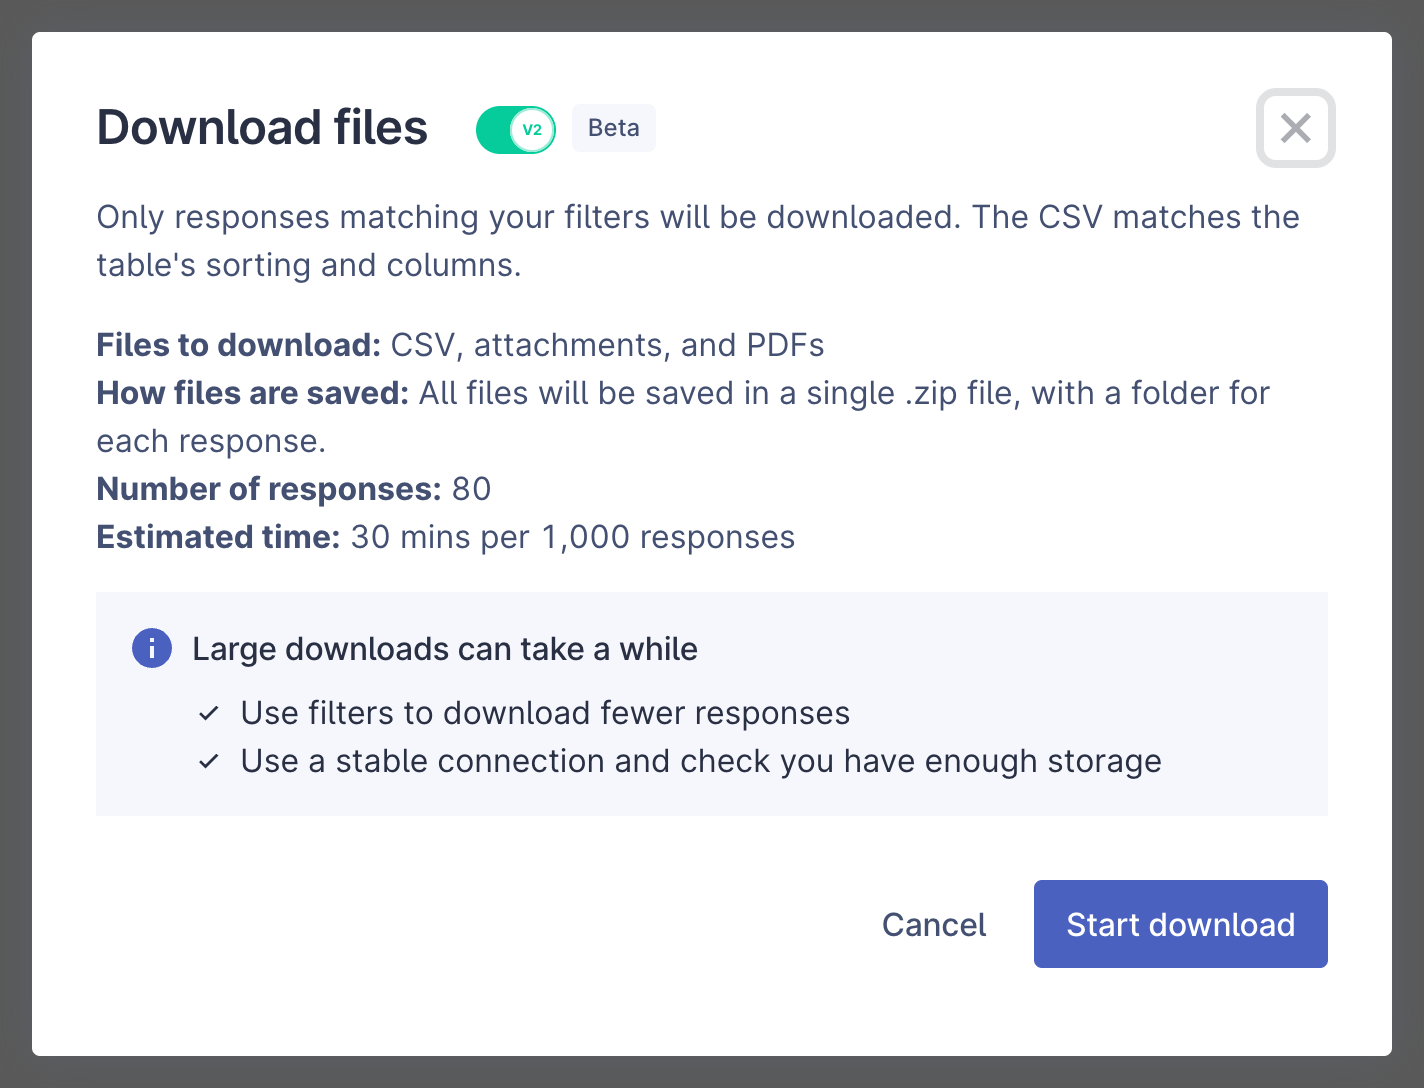 Download files
V2
Beta
Only responses matching your filters will be downloaded. The CSV matches the
table's sorting and columns.
Files to download: CSV, attachments, and PDFs
How files are saved: All files will be saved in a single .zip file, with a folder for
each response.
Number of responses: 80
Estimated time: 30 mins per 1,000 responses
Large downloads can take a while
Use filters to download fewer responses
Use a stable connection and check you have enough storage
Cancel
Start download